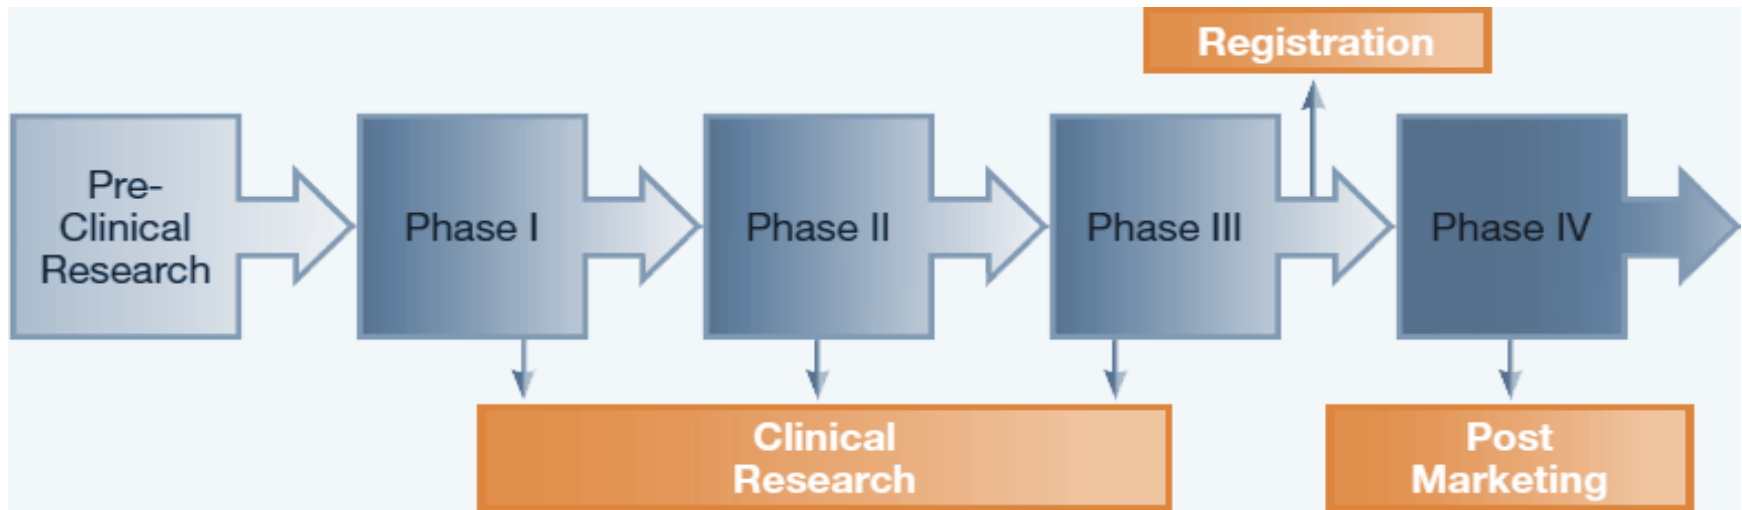 Registration
Pre-
Clinical
Research
Phase I
Phase II
Phase III
Phase IV
Clinical
Research
Post
Marketing